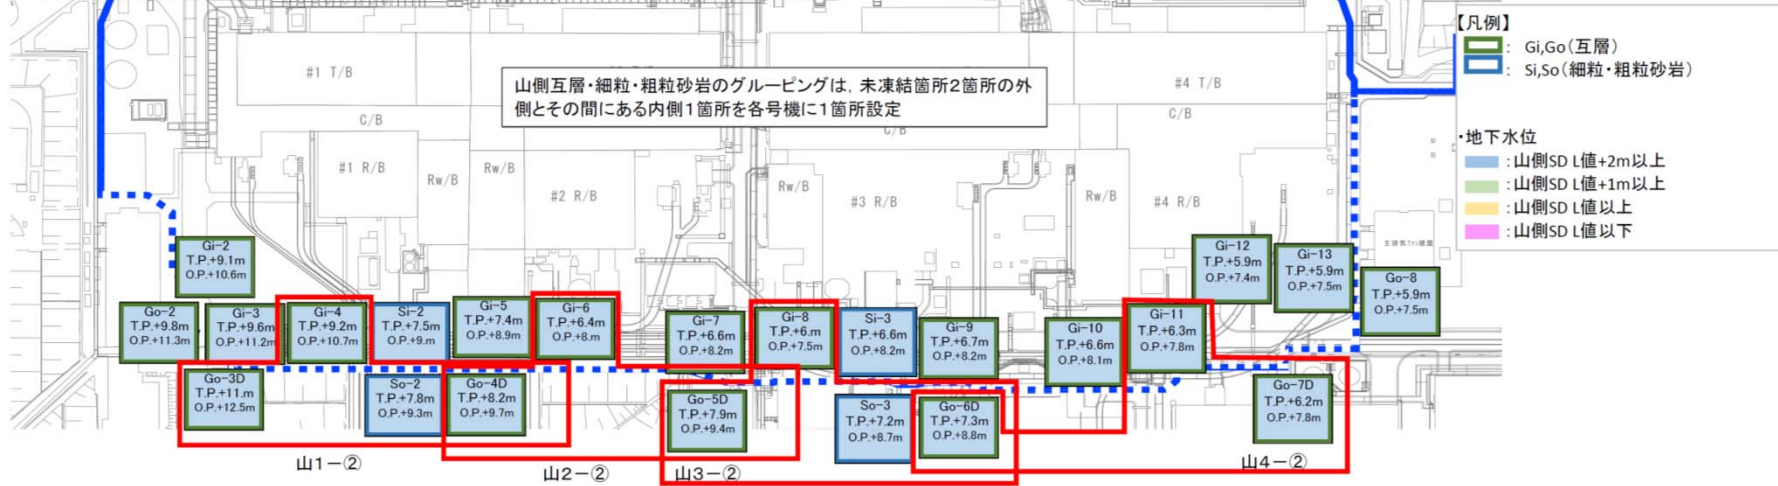 【凡例】
： Gi,Go（互層）
： Si,So（細粒・粗粒砂岩）
・地下水位
：山側SD L値+2m以上
：山側SD L値+1m以上
：山側SD L値以上
：山側SD L値以下
#1 T/B
#4 T/B
山側互層・細粒・粗粒砂岩のグルーピングは，未凍結箇所2箇所の外
側とその間にある内側1箇所を各号機に1箇所設定
C/B
C/B
C/B
#1 R/B
Rw/B
Rw/B
#2 R/B
Rw/B
#3 R/B
Rw/B
#4 R/B
主排気ファン建屋
Gi-2
T.P.+9.1m
O.P.+10.6m
Gi-12
T.P.+5.9m
O.P.+7.4m
Gi-13
T.P.+5.9m
O.P.+7.5m
Go-8
T.P.+5.9m
O.P.+7.5m
Go-2
T.P.+9.8m
O.P.+11.3m
Gi-3
T.P.+9.6m
O.P.+11.2m
Gi-4
T.P.+9.2m
O.P.+10.7m
Si-2
T.P.+7.5m
O.P.+9.m
Gi-5
T.P.+7.4m
O.P.+8.9m
Gi-6
T.P.+6.4m
O.P.+8.m
Gi-7
T.P.+6.6m
O.P.+8.2m
Gi-8
T.P.+6.m
O.P.+7.5m
Si-3
T.P.+6.6m
O.P.+8.2m
Gi-9
T.P.+6.7m
O.P.+8.2m
Gi-10
T.P.+6.6m
O.P.+8.1m
Gi-11
T.P.+6.3m
O.P.+7.8m
Go-3D
T.P.+11.m
O.P.+12.5m
So-2
T.P.+7.8m
O.P.+9.3m
Go-4D
T.P.+8.2m
O.P.+9.7m
Go-5D
T.P.+7.9m
O.P.+9.4m
So-3
T.P.+7.2m
O.P.+8.7m
Go-6D
T.P.+7.3m
O.P.+8.8m
Go-7D
T.P.+6.2m
O.P.+7.8m
山1－②
山2－②
山3－②
山4－②